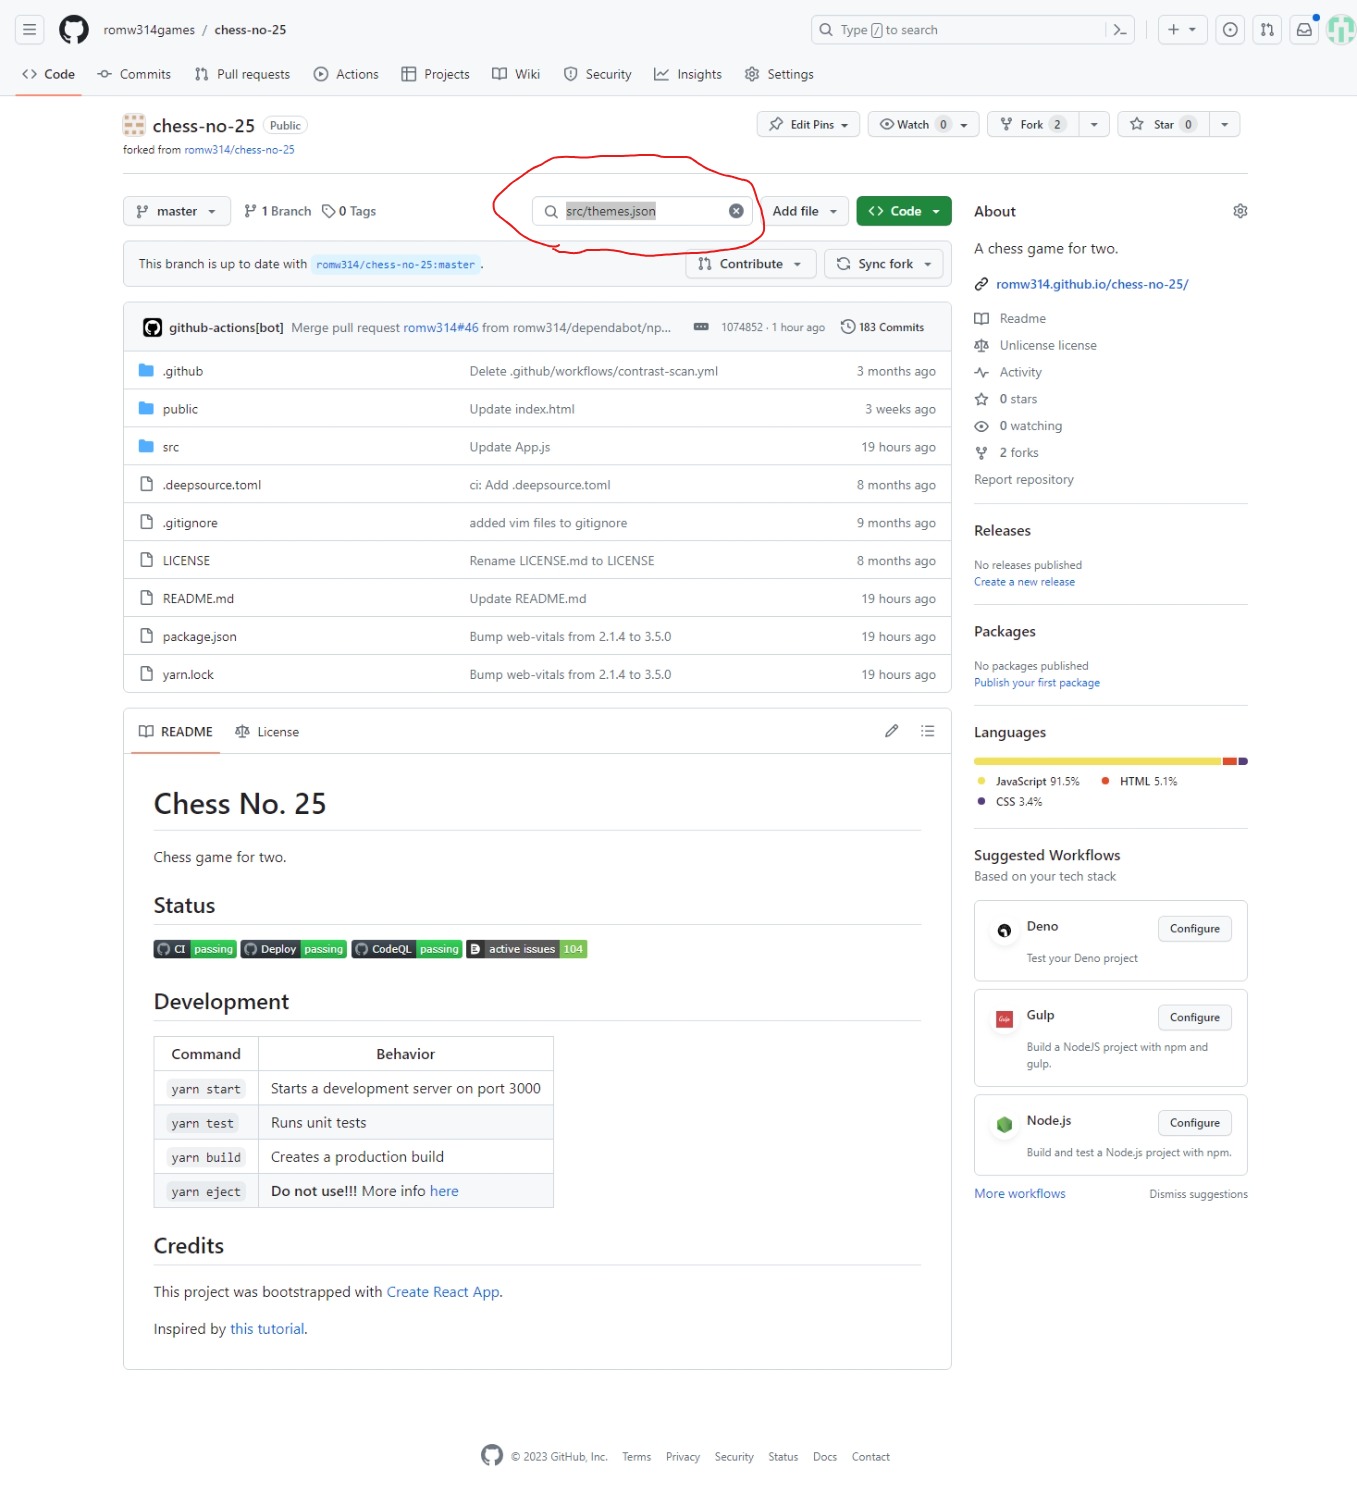 romw314games / chess-no-25
Type / to search
Code Commits Pull requests Actions Projects Wiki Security Insights Settings
chess-no-25 Public
Edit Pins Watch 0 Fork 2 Star 0
forked from romw314/chess-no-25
master 1 Branch 0 Tags
src/themes.json
Add file Code
This branch is up to date with romw314/chess-no-25:master .
Contribute Sync fork
github-actions[bot] Merge pull request romw314#46 from romw314/dependabot/np... 1074852 · 1 hour ago 183 Commits
.github Delete .github/workflows/contrast-scan.yml 3 months ago
public Update index.html 3 weeks ago
src Update App.js 19 hours ago
.deepsource.toml ci: Add .deepsource.toml 8 months ago
.gitignore added vim files to gitignore 9 months ago
LICENSE Rename LICENSE.md to LICENSE 8 months ago
README.md Update README.md 19 hours ago
package.json Bump web-vitals from 2.1.4 to 3.5.0 19 hours ago
yarn.lock Bump web-vitals from 2.1.4 to 3.5.0 19 hours ago
README License
Chess No. 25
Chess game for two.
Status
CI passing Deploy passing CodeQL passing active issues 104
Development
Command Behavior
yarn start Starts a development server on port 3000
yarn test Runs unit tests
yarn build Creates a production build
yarn eject Do not use!!! More info here
Credits
This project was bootstrapped with Create React App.
Inspired by this tutorial.
About
A chess game for two.
romw314.github.io/chess-no-25/
Readme
Unlicense license
Activity
0 stars
0 watching
2 forks
Report repository
Releases
No releases published
Create a new release
Packages
No packages published
Publish your first package
Languages
JavaScript 91.5% HTML 5.1%
CSS 3.4%
Suggested Workflows
Based on your tech stack
Deno Configure
Test your Deno project
Gulp
Gulp Configure
Build a NodeJS project with npm and
gulp.
Node.js Configure
Build and test a Node.js project with npm.
More workflows Dismiss suggestions
© 2023 GitHub, Inc. Terms Privacy Security Status Docs Contact